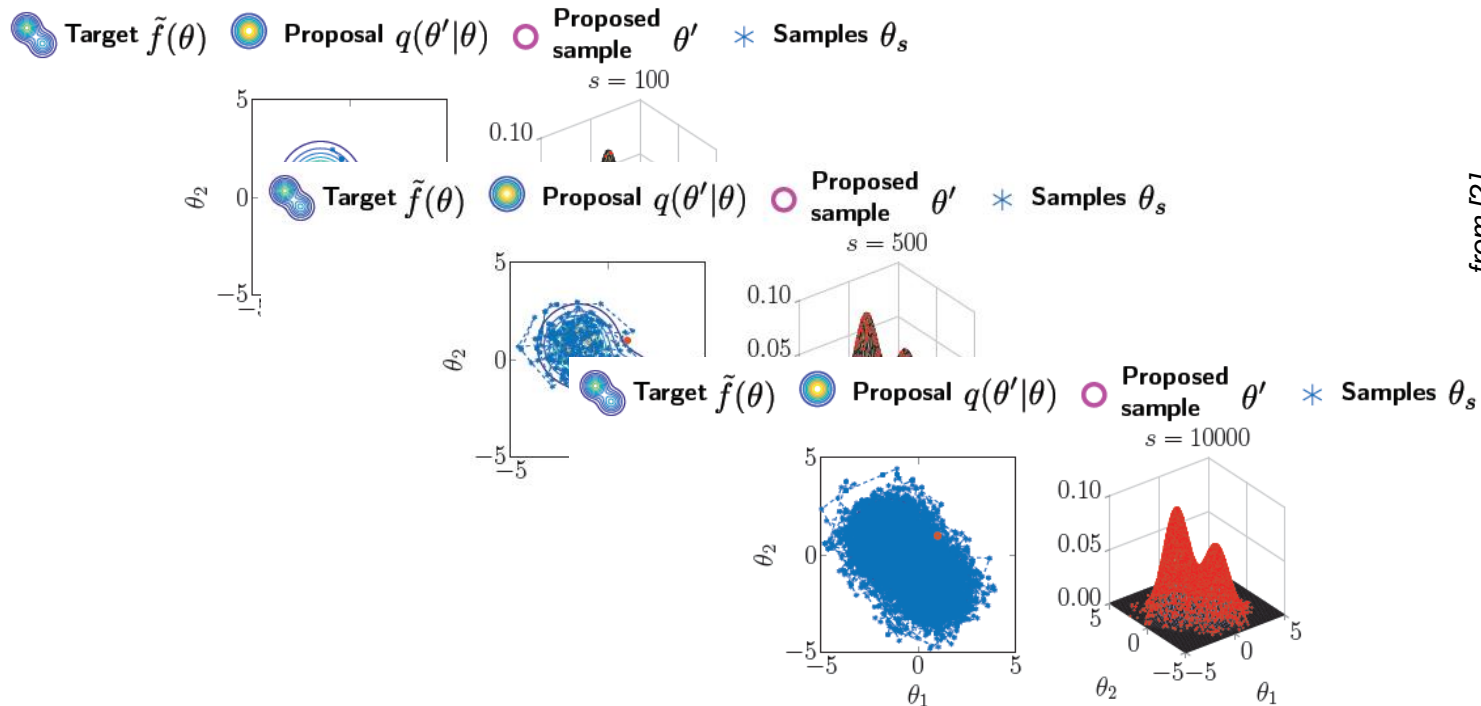 Target f̃(θ) Proposal q(θ′|θ) Proposed sample θ′ Samples θₛ
s = 100
5
0
−5
θ₂
0.10
Target f̃(θ) Proposal q(θ′|θ) Proposed sample θ′ Samples θₛ
s = 500
5
0
−5
−5
θ₂
0.10
0.05
Target f̃(θ) Proposal q(θ′|θ) Proposed sample θ′ Samples θₛ
s = 10000
5
0
−5
−5 0 5
θ₂
θ₁
0.10
0.05
0.00
5 0 −5
−5 0 5
θ₂ θ₁
from [2]